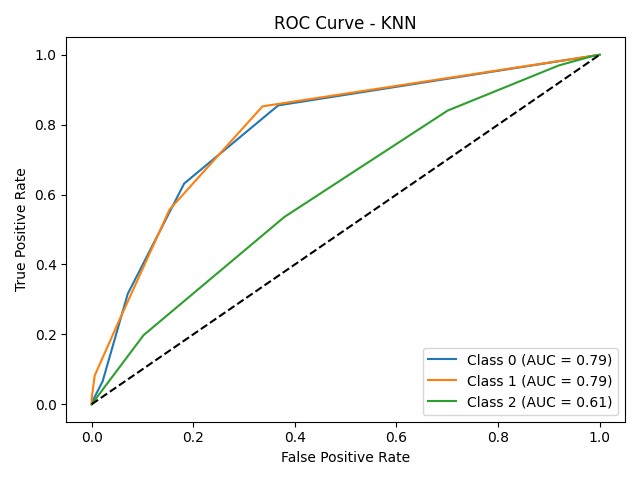 ROC Curve - KNN
True Positive Rate
1.0
0.8
0.6
0.4
0.2
0.0
Class 0 (AUC = 0.79)
Class 1 (AUC = 0.79)
Class 2 (AUC = 0.61)
0.0 0.2 0.4 0.6 0.8 1.0
False Positive Rate